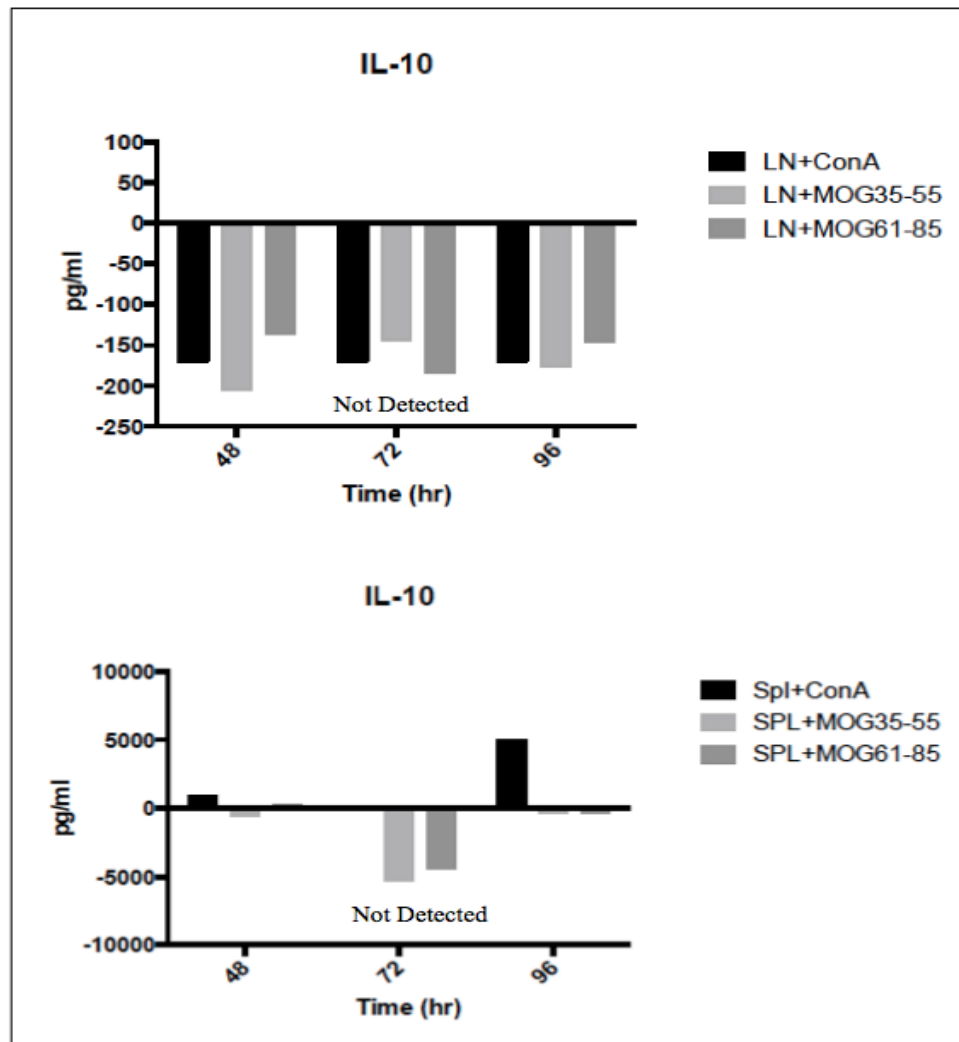 IL-10
100
50
0
-50
-100
-150
-200
-250
pg/ml
LN+ConA
LN+MOG35-55
LN+MOG61-85
Not Detected
48
72
96
Time (hr)
IL-10
10000
5000
0
-5000
-10000
pg/ml
Spl+ConA
SPL+MOG35-55
SPL+MOG61-85
Not Detected
48
72
96
Time (hr)